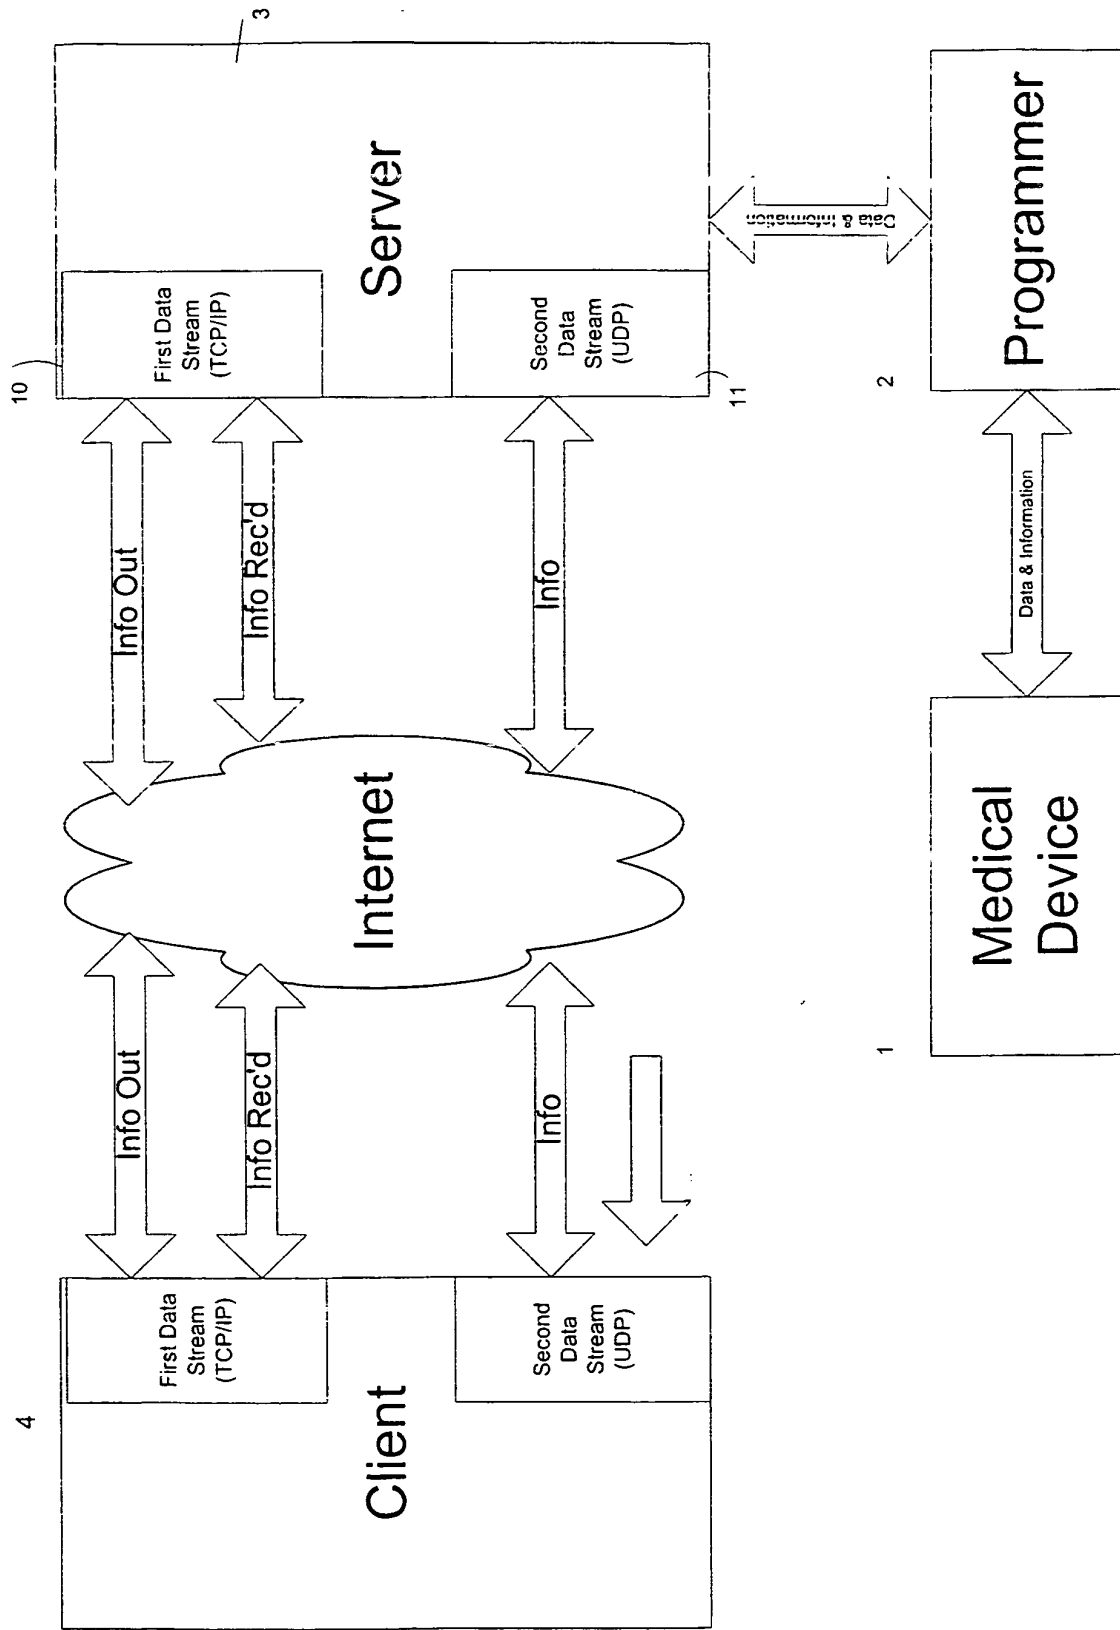 4
Client
First Data
Stream
(TCP/IP)
Second
Data
Stream
(UDP)
Info Out
Info Rec'd
Info
Internet
Info Out
Info Rec'd
Info
10
First Data
Stream
(TCP/IP)
Second
Data
Stream
(UDP)
11
Server
3
Data & Information
1
Medical
Device
Data & Information
2
Programmer